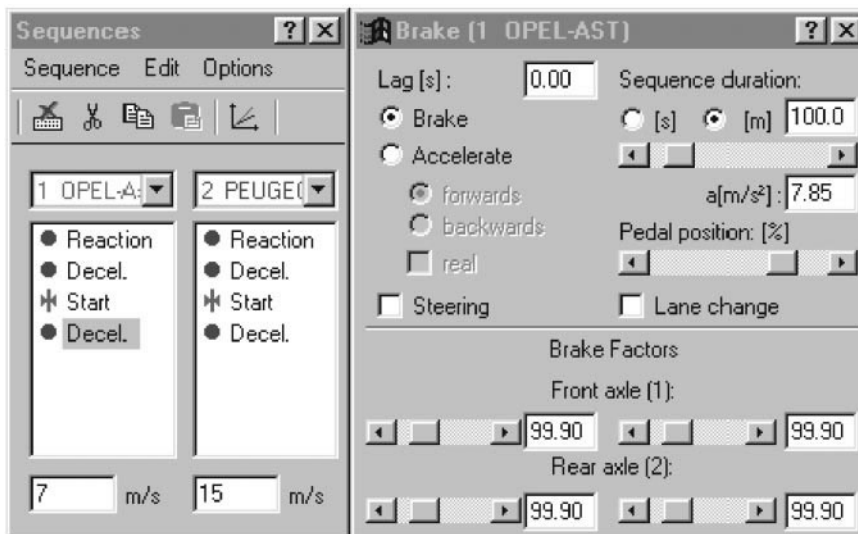 Sequences
Sequence Edit Options
1 OPEL-A 2 PEUGE
Reaction
Decel.
Start
Decel.
Reaction
Decel.
Start
Decel.
7 m/s 15 m/s
Brake (1 OPEL-AST)
Lag [s] : 0.00
Brake
Accelerate
forwards
backwards
real
Steering
Sequence duration:
[s] [m] 100.0
a[m/s²] : 7.85
Pedal position: [%]
Lane change
Brake Factors
Front axle (1):
99.90 99.90
Rear axle (2):
99.90 99.90